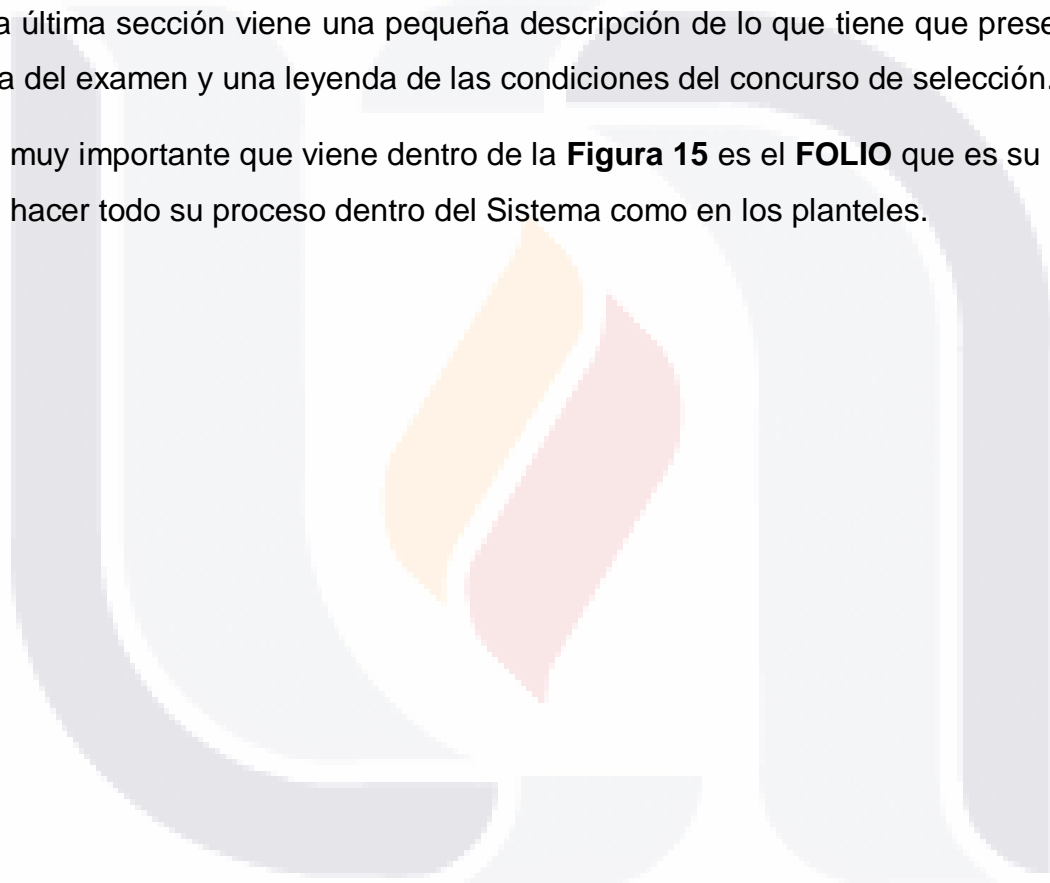 a última sección viene una pequeña descripción de lo que tiene que prese
a del examen y una leyenda de las condiciones del concurso de selección.
muy importante que viene dentro de la Figura 15 es el FOLIO que es su
hacer todo su proceso dentro del Sistema como en los planteles.